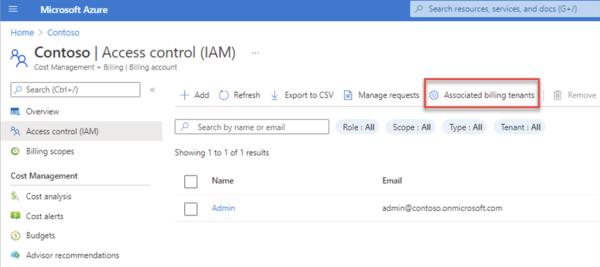 Microsoft Azure
Search resources, services, and docs (G+/)
Home > Contoso
Contoso | Access control (IAM) ...
Cost Management + Billing | Billing account
Search (Ctrl+/) «
Overview
Access control (IAM)
Billing scopes
Cost Management
Cost analysis
Cost alerts
Budgets
Advisor recommendations
+ Add Refresh Export to CSV Manage requests Associated billing tenants Remove
Search by name or email Role : All Scope : All Type : All Tenant : All
Showing 1 to 1 of 1 results
Name Email
Admin admin@contoso.onmicrosoft.com